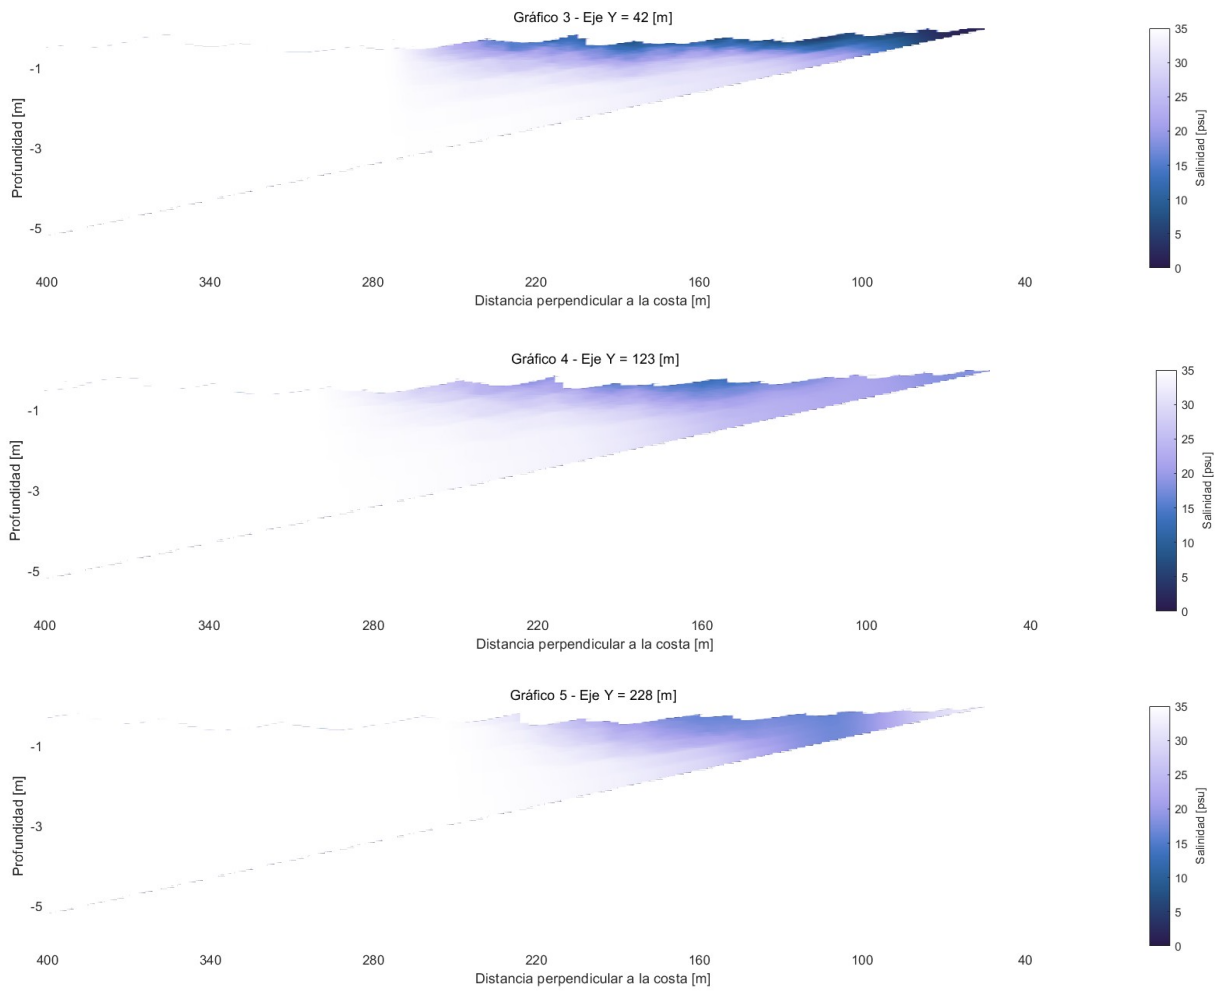 Gráfico 3 - Eje Y = 42 [m]
35
30
25
20
15
10
5
0
Salinidad [psu]
-1
-3
-5
Profundidad [m]
400 340 280 220 160 100 40
Distancia perpendicular a la costa [m]
Gráfico 4 - Eje Y = 123 [m]
35
30
25
20
15
10
5
0
Salinidad [psu]
-1
-3
-5
Profundidad [m]
400 340 280 220 160 100 40
Distancia perpendicular a la costa [m]
Gráfico 5 - Eje Y = 228 [m]
35
30
25
20
15
10
5
0
Salinidad [psu]
-1
-3
-5
Profundidad [m]
400 340 280 220 160 100 40
Distancia perpendicular a la costa [m]